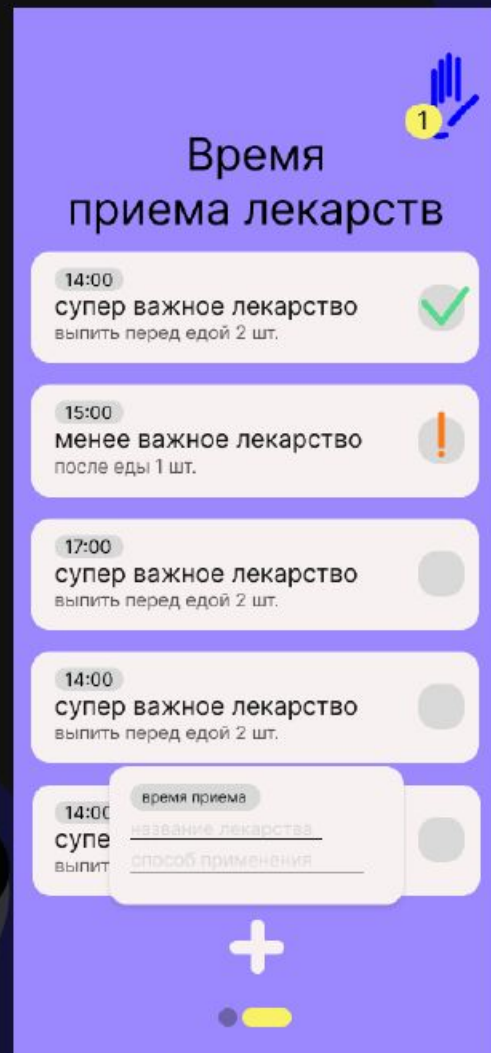 1
Время
приема лекарств
14:00
супер важное лекарство
выпить перед едой 2 шт.
15:00
менее важное лекарство
после еды 1 шт.
17:00
супер важное лекарство
выпить перед едой 2 шт.
14:00
супер важное лекарство
выпить перед едой 2 шт.
14:00
супе
выпит
время приема
название лекарства
способ применения